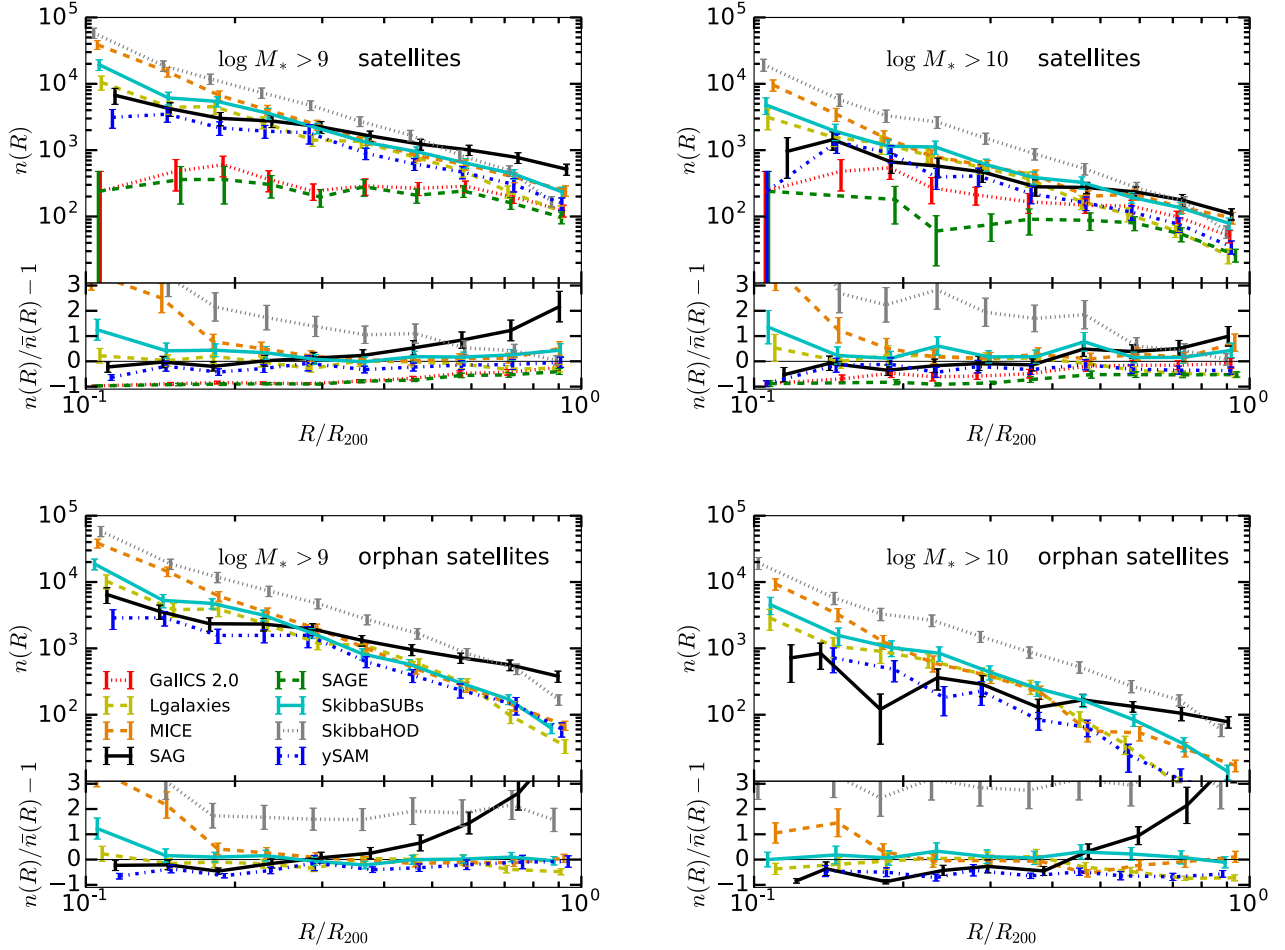 10^5
10^4
10^3
10^2
n(R)
log M_* > 9 satellites
3
2
1
0
−1
n(R)/n̄(R) − 1
10^-1
10^0
R/R_200
10^5
10^4
10^3
10^2
n(R)
log M_* > 10 satellites
3
2
1
0
−1
n(R)/n̄(R) − 1
10^-1
10^0
R/R_200
10^5
10^4
10^3
10^2
n(R)
log M_* > 9 orphan satellites
GalICS 2.0
Lgalaxies
MICE
SAG
SAGE
SkibbaSUBs
SkibbaHOD
ySAM
3
2
1
0
−1
n(R)/n̄(R) − 1
10^-1
10^0
R/R_200
10^5
10^4
10^3
10^2
n(R)
log M_* > 10 orphan satellites
3
2
1
0
−1
n(R)/n̄(R) − 1
10^-1
10^0
R/R_200